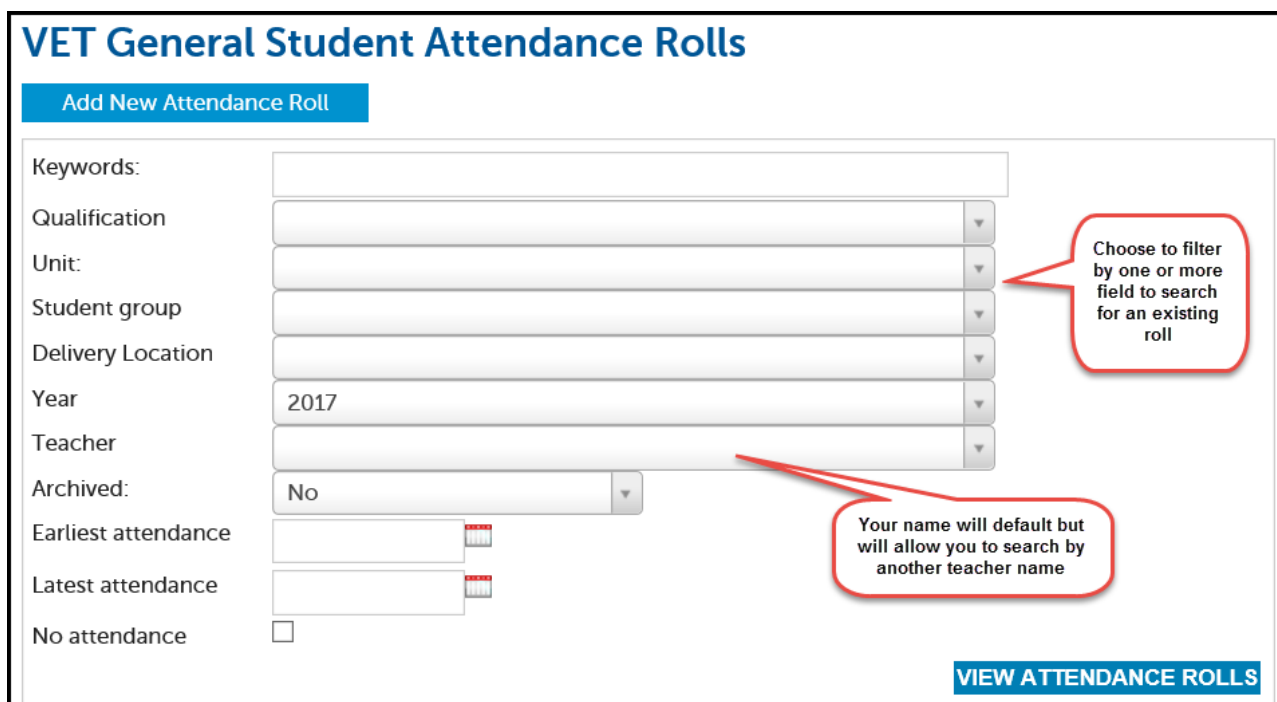 VET General Student Attendance Rolls
Add New Attendance Roll
Keywords:
Qualification
Unit:
Student group
Delivery Location
Year
2017
Teacher
Archived:
No
Earliest attendance
Latest attendance
No attendance
Choose to filter
by one or more
field to search
for an existing
roll
Your name will default but
will allow you to search by
another teacher name
VIEW ATTENDANCE ROLLS